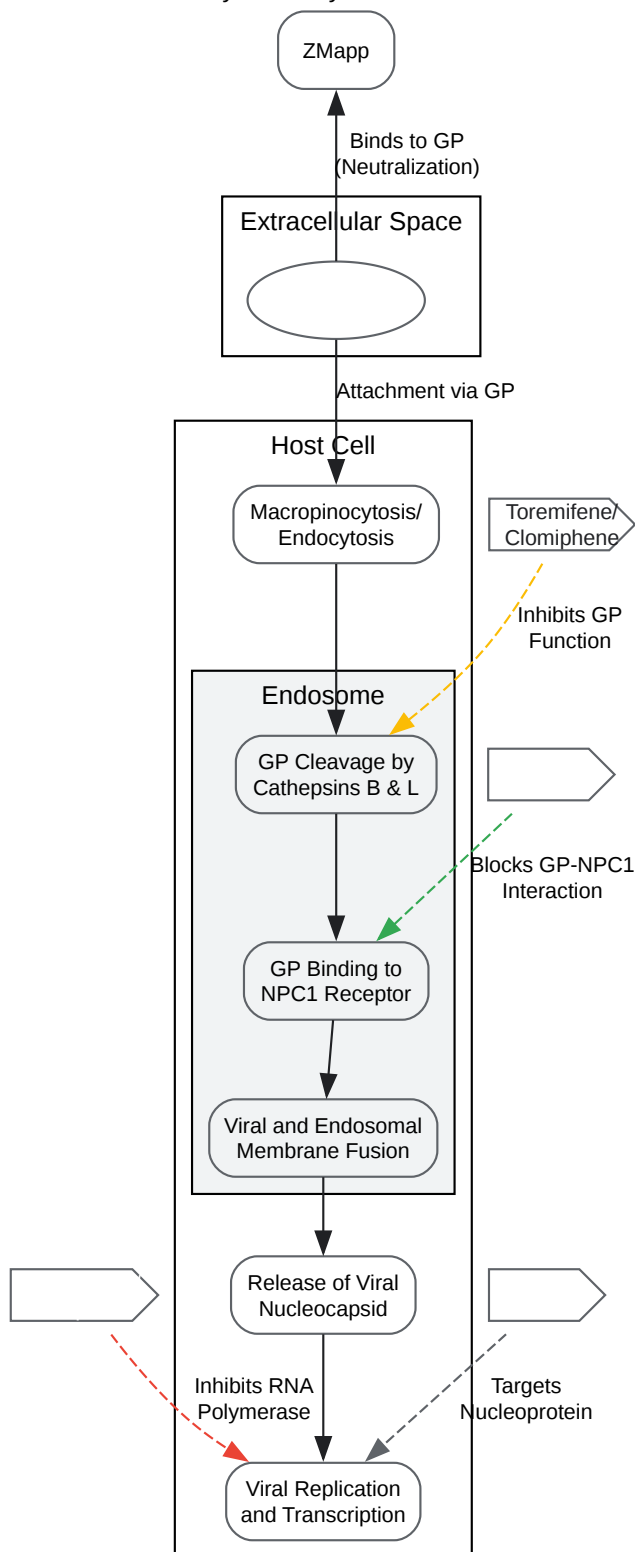 ZMapp
Binds to GP
(Neutralization)
Extracellular Space
Attachment via GP
Host Cell
Macropinocytosis/
Endocytosis
Toremifene/
Clomiphene
Inhibits GP
Function
Endosome
GP Cleavage by
Cathepsins B & L
Blocks GP-NPC1
Interaction
GP Binding to
NPC1 Receptor
Viral and Endosomal
Membrane Fusion
Release of Viral
Nucleocapsid
Inhibits RNA
Polymerase
Targets
Nucleoprotein
Viral Replication
and Transcription